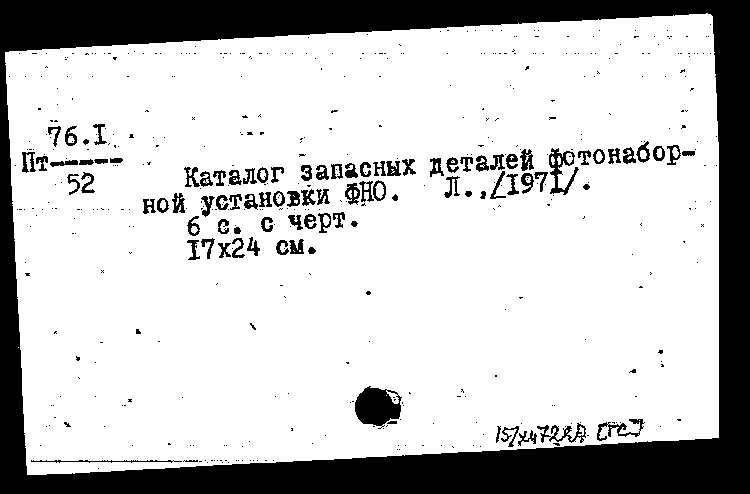 76.I
Пт-----
52
Каталог запасных деталей фотонабор-
ной установки ФНО. Л.,/I97I/.
6 с. с черт.
I7x24 см.